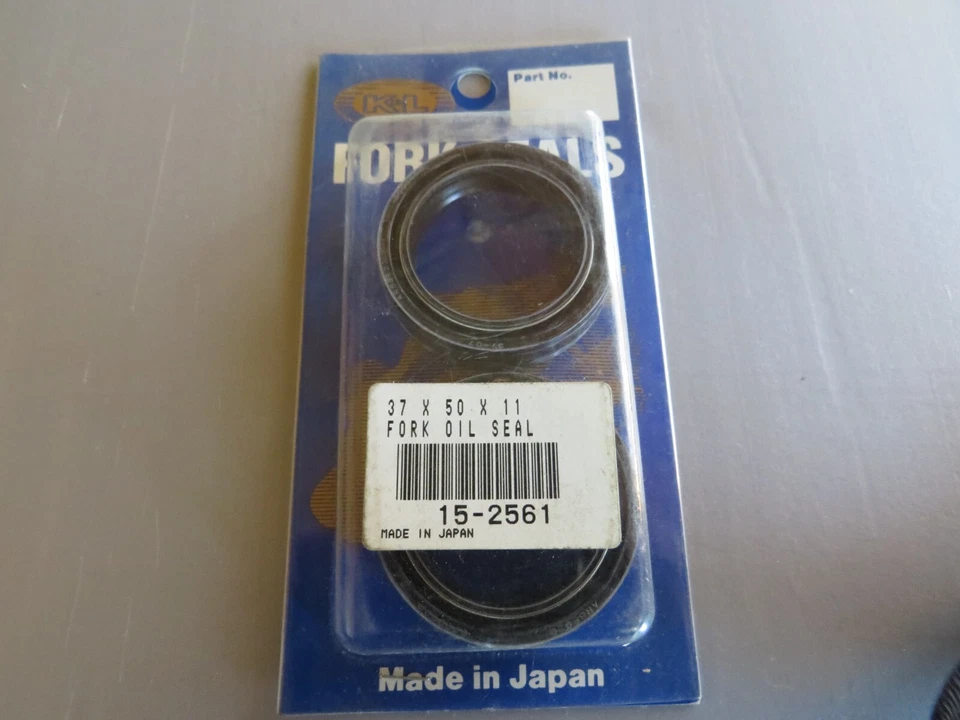 K&L
Part No.
FORK SEALS
37 X 50 X 11
FORK OIL SEAL
15-2561
MADE IN JAPAN
Made in Japan